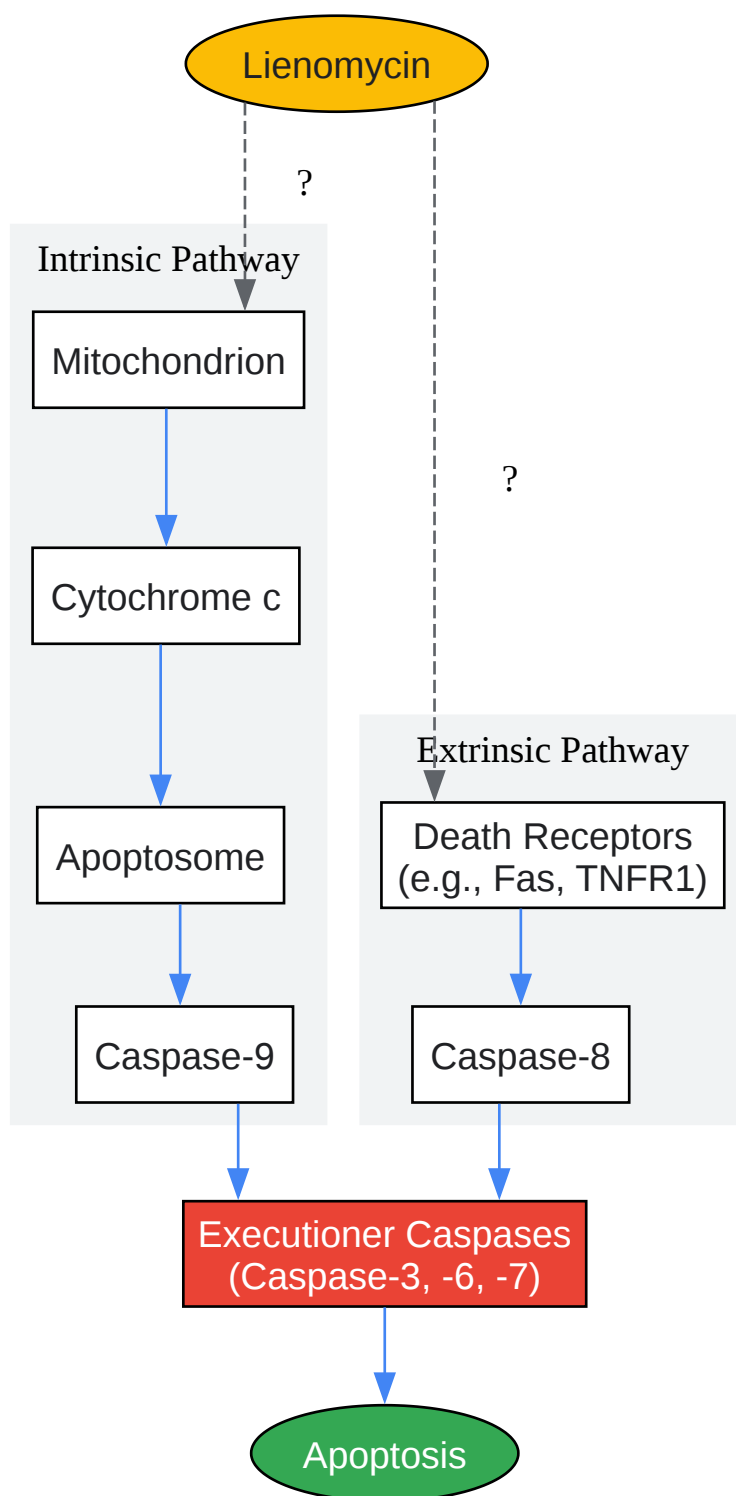 Lienomycin
?
Intrinsic Pathway
Mitochondrion
?
Cytochrome c
Extrinsic Pathway
Apoptosome
Death Receptors
(e.g., Fas, TNFR1)
Caspase-9
Caspase-8
Executioner Caspases
(Caspase-3, -6, -7)
Apoptosis